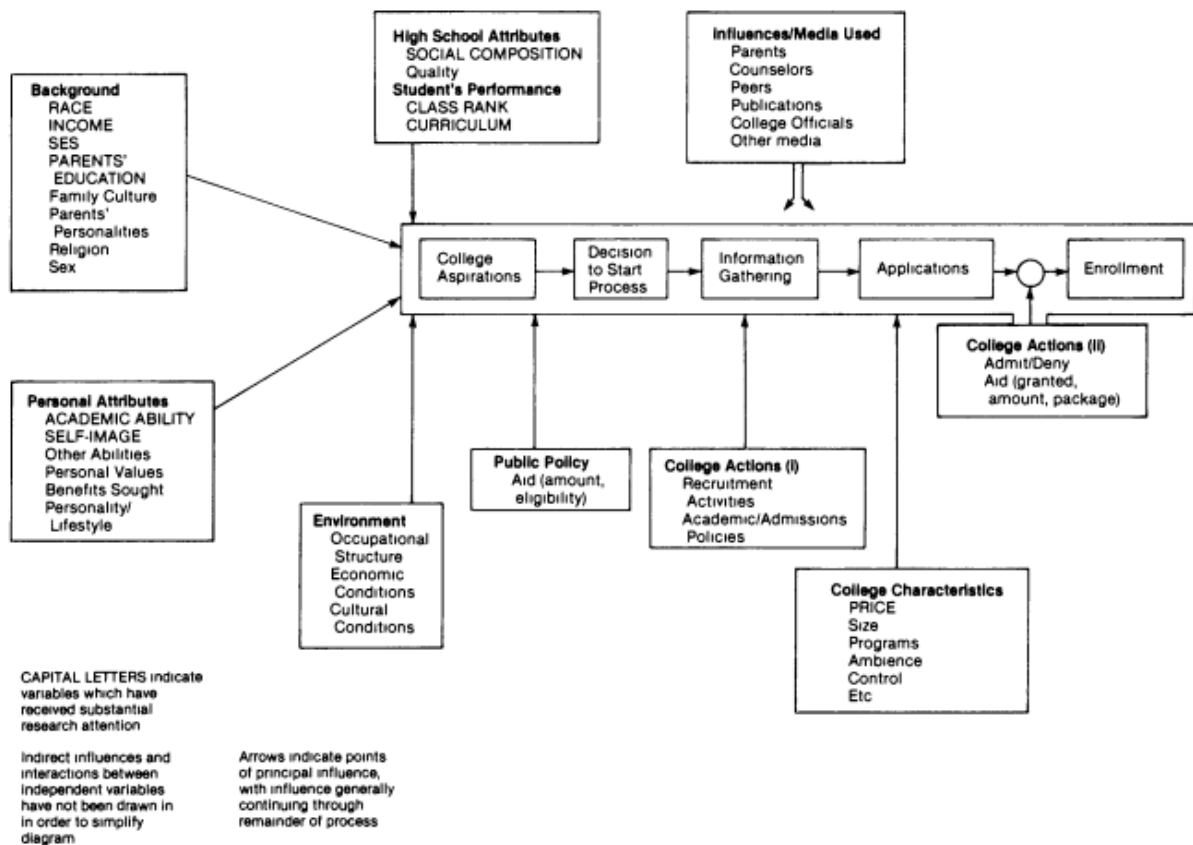 High School Attributes
SOCIAL COMPOSITION
Quality
Student's Performance
CLASS RANK
CURRICULUM
Influences/Media Used
Parents
Counselors
Peers
Publications
College Officials
Other media
Background
RACE
INCOME
SES
PARENTS'
EDUCATION
Family Culture
Parents'
Personalities
Religion
Sex
College
Aspirations
Decision
to Start
Process
Information
Gathering
Applications
Enrollment
College Actions (II)
Admit/Deny
Aid (granted,
amount, package)
Personal Attributes
ACADEMIC ABILITY
SELF-IMAGE
Other Abilities
Personal Values
Benefits Sought
Personality/
Lifestyle
Public Policy
Aid (amount,
eligibility)
College Actions (I)
Recruitment
Activities
Academic/Admissions
Policies
Environment
Occupational
Structure
Economic
Conditions
Cultural
Conditions
College Characteristics
PRICE
Size
Programs
Ambience
Control
Etc
CAPITAL LETTERS indicate
variables which have
received substantial
research attention
Indirect influences and
interactions between
independent variables
have not been drawn in
in order to simplify
diagram
Arrows indicate points
of principal influence,
with influence generally
continuing through
remainder of process